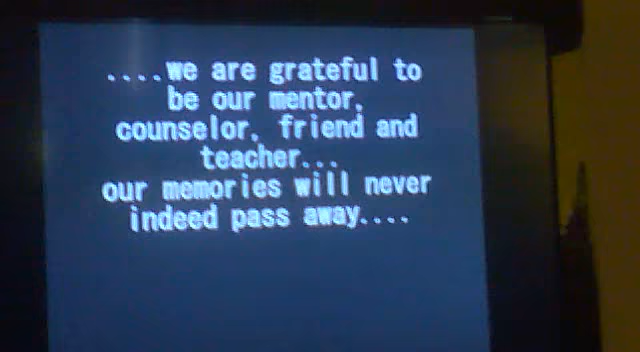 ....we are grateful to
be our mentor,
counselor, friend and
teacher...
our memories will never
indeed pass away....